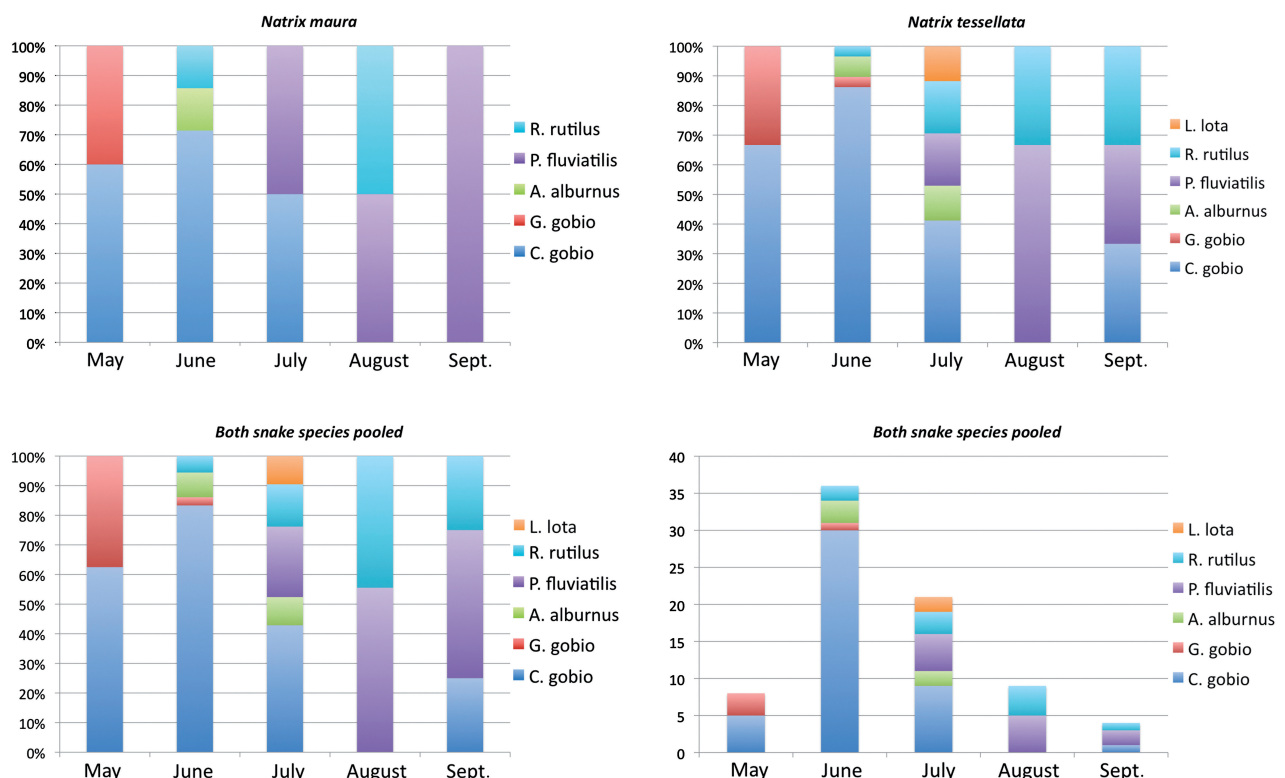 Natrix maura
100%
90%
80%
70%
60%
50%
40%
30%
20%
10%
0%
May June July August Sept.
R. rutilus
P. fluviatilis
A. alburnus
G. gobio
C. gobio
Natrix tessellata
100%
90%
80%
70%
60%
50%
40%
30%
20%
10%
0%
May June July August Sept.
L. lota
R. rutilus
P. fluviatilis
A. alburnus
G. gobio
C. gobio
Both snake species pooled
100%
90%
80%
70%
60%
50%
40%
30%
20%
10%
0%
May June July August Sept.
L. lota
R. rutilus
P. fluviatilis
A. alburnus
G. gobio
C. gobio
Both snake species pooled
40
35
30
25
20
15
10
5
0
May June July August Sept.
L. lota
R. rutilus
P. fluviatilis
A. alburnus
G. gobio
C. gobio